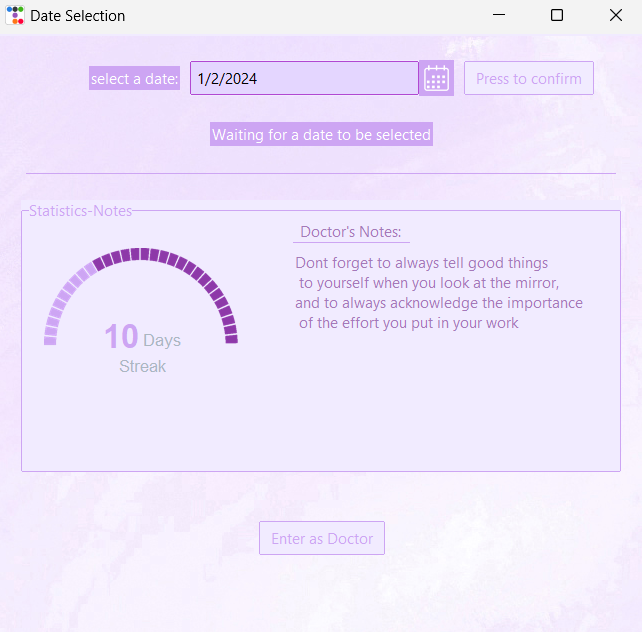 Date Selection
select a date:
1/2/2024
Press to confirm
Waiting for a date to be selected
Statistics-Notes
10 Days
Streak
Doctor's Notes:
Dont forget to always tell good things
to yourself when you look at the mirror,
and to always acknowledge the importance
of the effort you put in your work
Enter as Doctor